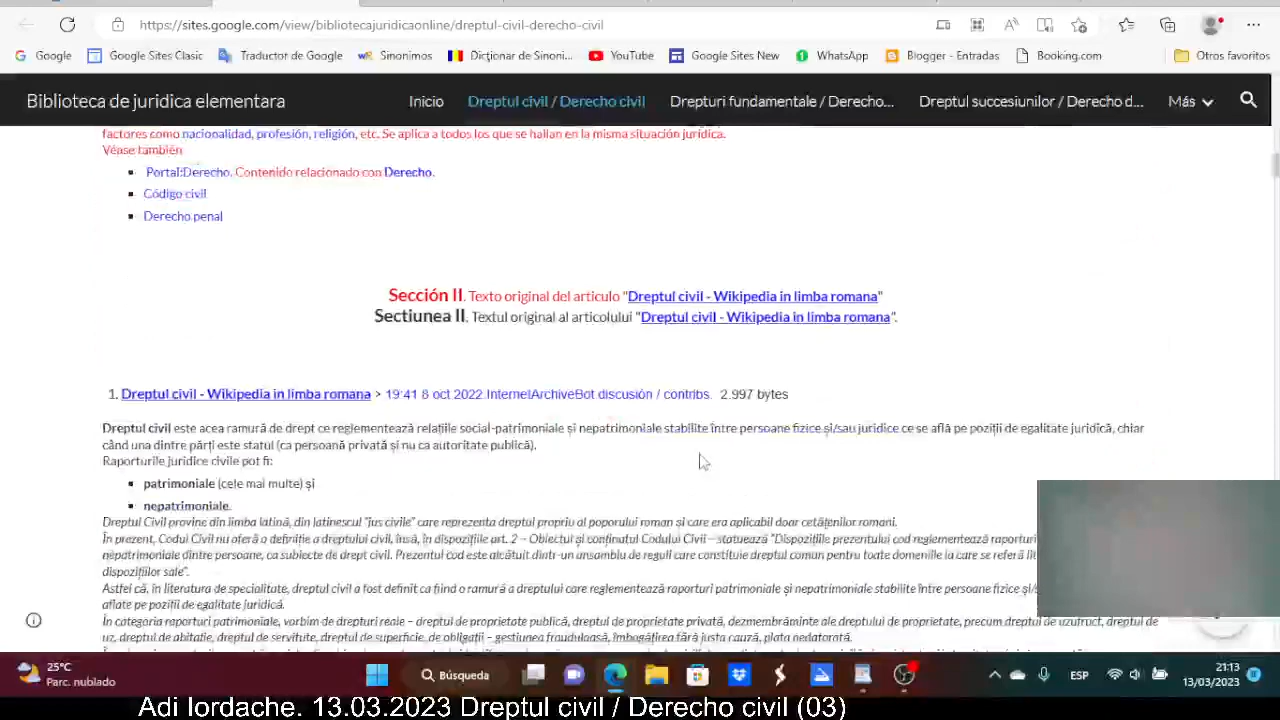 https://sites.google.com/view/bibliotecajuridicaonline/dreptul-civil-derecho-civil
Google Google Sites Clasic Traductor de Google Sinonimos Dicționar de Sinoni... YouTube Google Sites New WhatsApp Blogger - Entradas Booking.com Otros favoritos
Biblioteca de juridica elementara Inicio Dreptul civil / Derecho civil Drepturi fundamentale / Derecho... Dreptul succesiunilor / Derecho d... Más
factores como nacionalidad, profesión, religión, etc. Se aplica a todos los que se hallan en la misma situación jurídica.
Véase también
Portal:Derecho. Contenido relacionado con Derecho.
Código civil
Derecho penal
Sección II. Texto original del articulo "Dreptul civil - Wikipedia in limba romana"
Sectiunea II. Textul original al articolului "Dreptul civil - Wikipedia in limba romana".
1. Dreptul civil - Wikipedia in limba romana > 19:41 8 oct 2022 InternetArchiveBot discusión / contribs. 2.997 bytes
Dreptul civil este acea ramură de drept ce reglementează relațiile social-patrimoniale și nepatrimoniale stabilite între persoane fizice și/sau juridice ce se află pe poziții de egalitate juridică, chiar
când una dintre părți este statul (ca persoană privată și nu ca autoritate publică).
Raporturile juridice civile pot fi:
patrimoniale (cele mai multe) și
nepatrimoniale.
Dreptul Civil provine din limba latină, din latinescul "jus civile" care reprezenta dreptul propriu al poporului roman și care era aplicabil doar cetățenilor romani.
În prezent, Codul Civil nu oferă o definiție a dreptului civil, însă, în dispozițiile art. 2 – Obiectul și conținutul Codului Civil – statuează "Dispozițiile prezentului cod reglementează raporturi
nepatrimoniale dintre persoane, ca subiecte de drept civil. Prezentul cod este alcătuit dintr-un ansamblu de reguli care constituie dreptul comun pentru toate domeniile la care se referă
dispozițiilor sale".
Astfel că, în literatura de specialitate, dreptul civil a fost definit ca fiind o ramură a dreptului care reglementează raporturi patrimoniale și nepatrimoniale stabilite între persoane fizice
aflate pe poziții de egalitate juridică.
În categoria raporturi patrimoniale, vorbim de drepturi reale – dreptul de proprietate publică, dreptul de proprietate privată, dezmembrămintele dreptului de proprietate, precum dreptul de uzufruct, dreptul de
uz, dreptul de abitație, dreptul de servitute, dreptul de superficie, de obligații – gestiunea frauduloasă, îmbogățirea fără justa cauză, plata nedatorată.
25°C
Parc. nublado
Búsqueda
ESP
21:13
13/03/2023
Adi Iordache. 13.03.2023 Dreptul civil / Derecho civil (03)